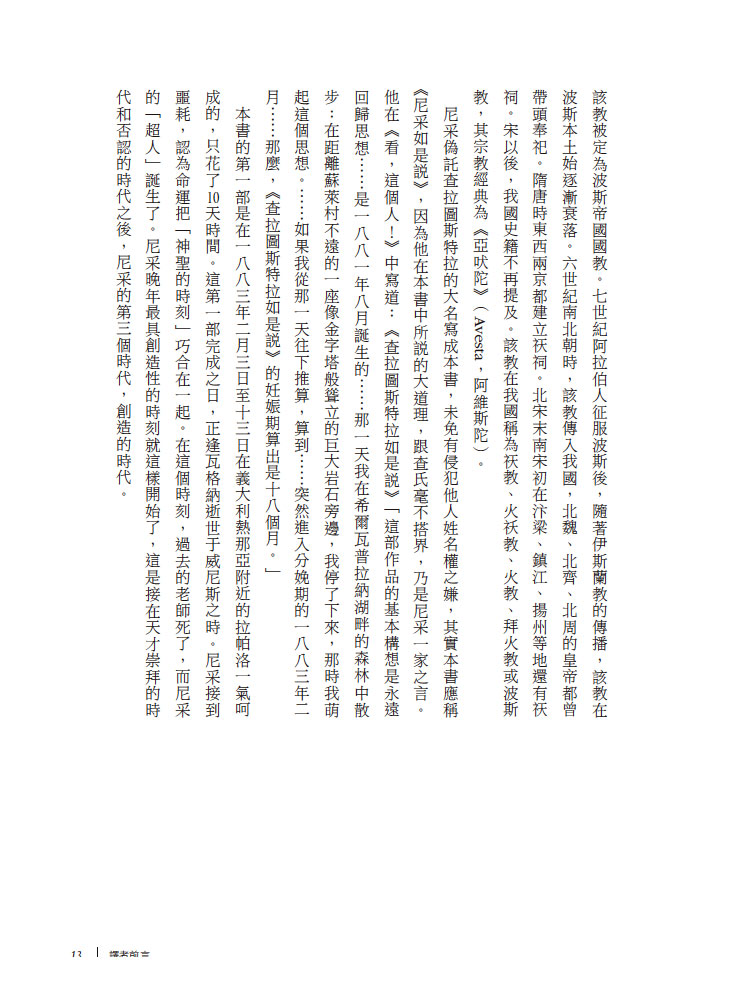 該教被定為波斯帝國國教。七世紀阿拉伯人征服波斯後，隨著伊斯蘭教的傳播，該教在
波斯本土始逐漸衰落。六世紀南北朝時，該教傳入我國，北魏、北齊、北周的皇帝都曾
帶頭奉祀。隋唐時東西兩京都建立祆祠。北宋末南宋初在汴梁、鎮江、揚州等地還有祆
祠。宋以後，我國史籍不再提及。該教在我國稱為祆教、火祆教、火教、拜火教或波斯
教，其宗教經典為《亞吠陀》（Avesta，阿維斯陀）。
尼采偽託查拉圖斯特拉的大名寫成本書，未免有侵犯他人姓名權之嫌，其實本書應稱
《尼采如是說》，因為他在本書中所説的大道理，跟查氏毫不搭界，乃是尼采一家之言。
他在《看，這個人！》中寫道：《查拉圖斯特拉如是說》「這部作品的基本構想是永遠
回歸思想……是一八八一年八月誕生的……那一天我在希爾瓦普拉納湖畔的森林中散
步：在距離蘇萊村不遠的一座像金字塔般聳立的巨大岩石旁邊，我停了下來，那時我萌
起這個思想。……如果我從那一天往下推算，算到……突然進入分娩期的一八八三年二
月……那麼，《查拉圖斯特拉如是説》的妊娠期算出是十八個月。」
本書的第一部是在一八八三年二月三日至十三日在義大利熱那亞附近的拉帕洛一氣呵
成的，只花了10天時間。這第一部完成之日，正逢瓦格納逝世于威尼斯之時。尼采接到
噩耗，認為命運把「神聖的時刻」巧合在一起。在這個時刻，過去的老師死了，而尼采
的「超人」誕生了。尼采晚年最具創造性的時刻就這樣開始了，這是接在天才崇拜的時
代和否認的時代之後，尼采的第三個時代，創造的時代。
13 譯者前言